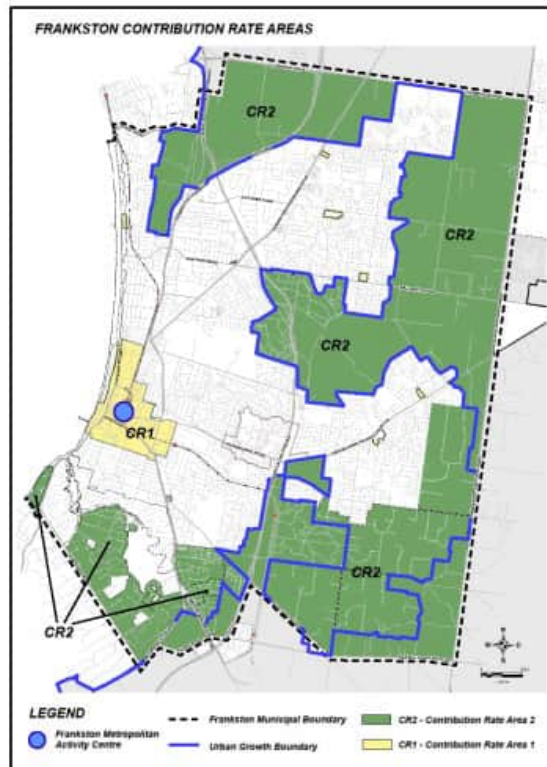 FRANKSTON CONTRIBUTION RATE AREAS
CR2
CR2
CR2
CR1
CR2
CR2
LEGEND
Frankston Metropolitan
Activity Centre
Frankston Municipal Boundary
Urban Growth Boundary
CR2 - Contribution Rate Area 2
CR1 - Contribution Rate Area 1